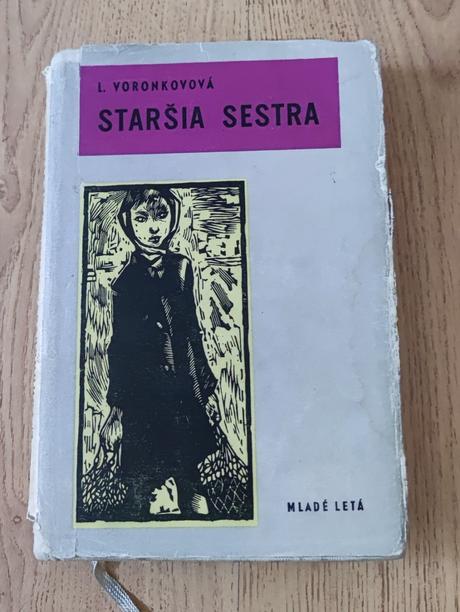 L. VORONKOVOVÁ
STARŠIA SESTRA
MLADÉ LETÁ